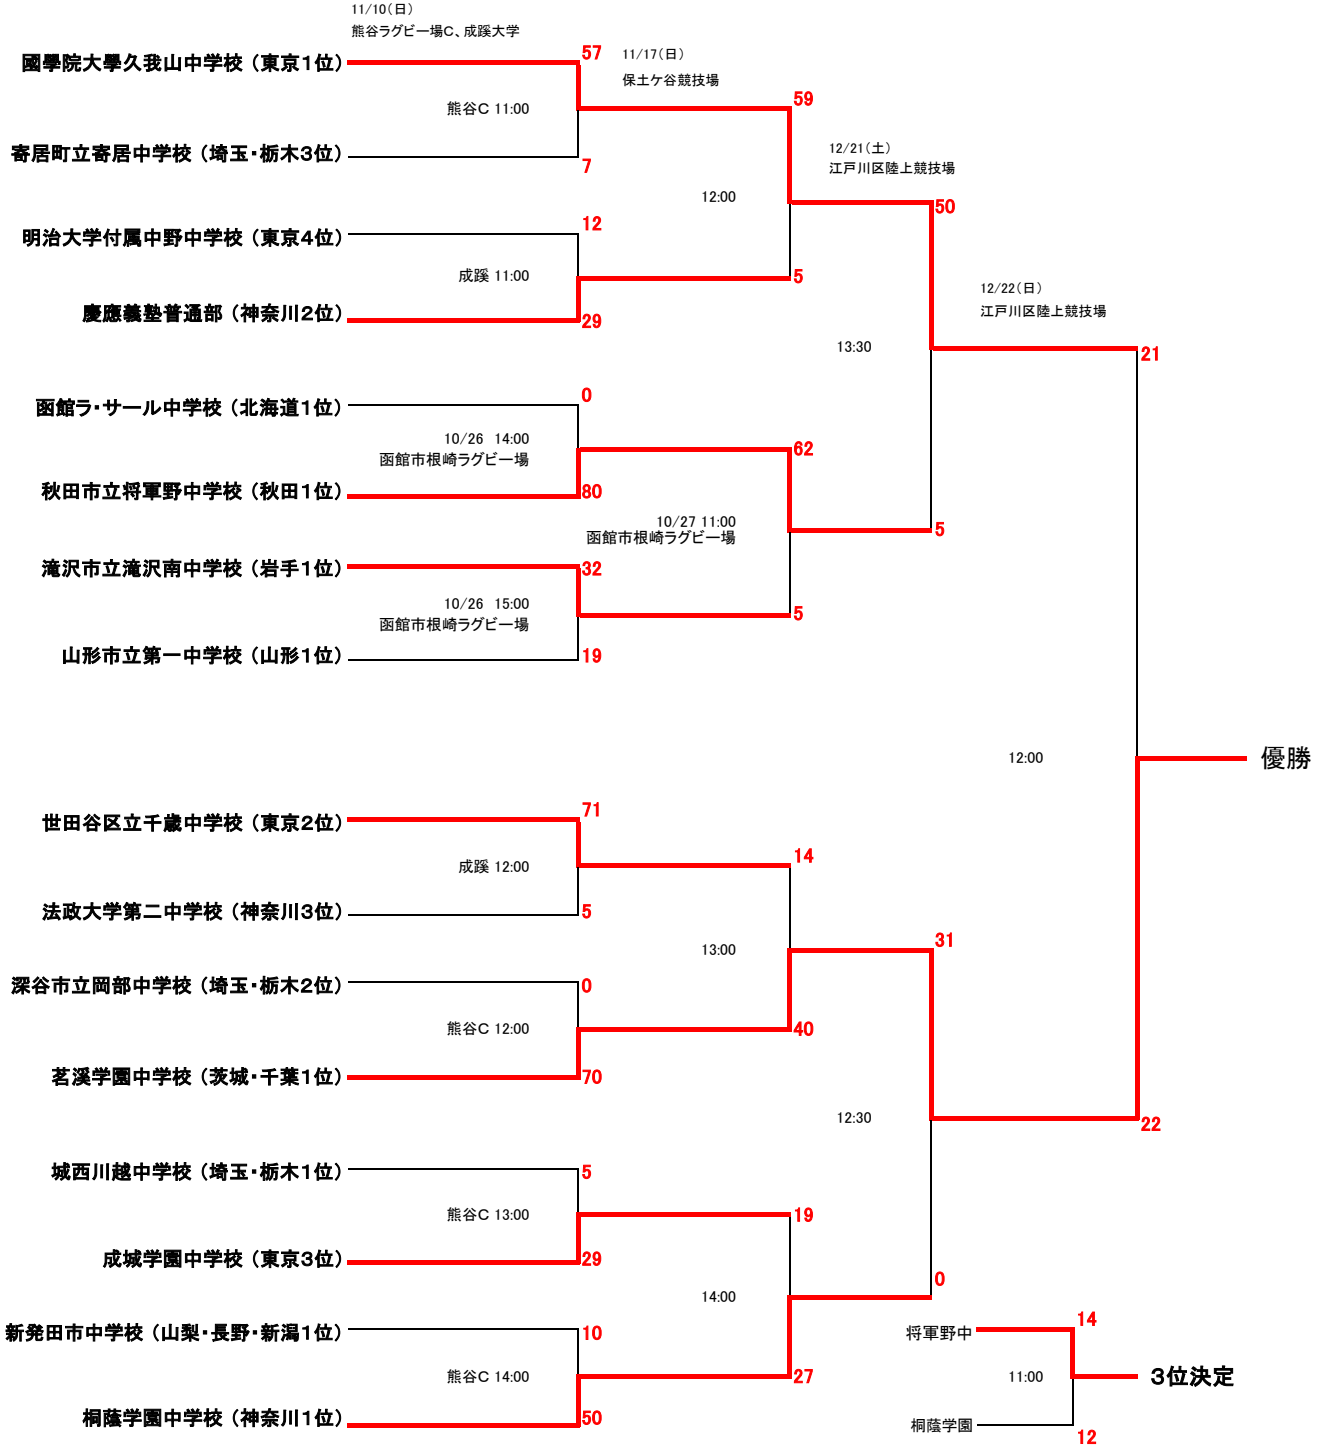 11/10(日)
熊谷ラグビー場C、成蹊大学
國學院大學久我山中学校 (東京1位)
57
11/17(日)
保土ケ谷競技場
熊谷C 11:00
59
寄居町立寄居中学校 (埼玉・栃木3位)
7
12/21(土)
江戸川区陸上競技場
12:00
50
明治大学付属中野中学校 (東京4位)
12
成蹊 11:00
5
慶應義塾普通部 (神奈川2位)
29
12/22(日)
江戸川区陸上競技場
13:30
21
函館ラ・サール中学校 (北海道1位)
0
10/26 14:00
函館市根崎ラグビー場
62
秋田市立将軍野中学校 (秋田1位)
80
10/27 11:00
函館市根崎ラグビー場
5
滝沢市立滝沢南中学校 (岩手1位)
32
10/26 15:00
函館市根崎ラグビー場
5
山形市立第一中学校 (山形1位)
19
12:00
優勝
世田谷区立千歳中学校 (東京2位)
71
成蹊 12:00
14
法政大学第二中学校 (神奈川3位)
5
13:00
31
深谷市立岡部中学校 (埼玉・栃木2位)
0
熊谷C 12:00
40
茗溪学園中学校 (茨城・千葉1位)
70
12:30
22
城西川越中学校 (埼玉・栃木1位)
5
熊谷C 13:00
19
成城学園中学校 (東京3位)
29
14:00
0
新発田市中学校 (山梨・長野・新潟1位)
10
熊谷C 14:00
27
桐蔭学園中学校 (神奈川1位)
50
将軍野中
14
11:00
3位決定
桐蔭学園
12